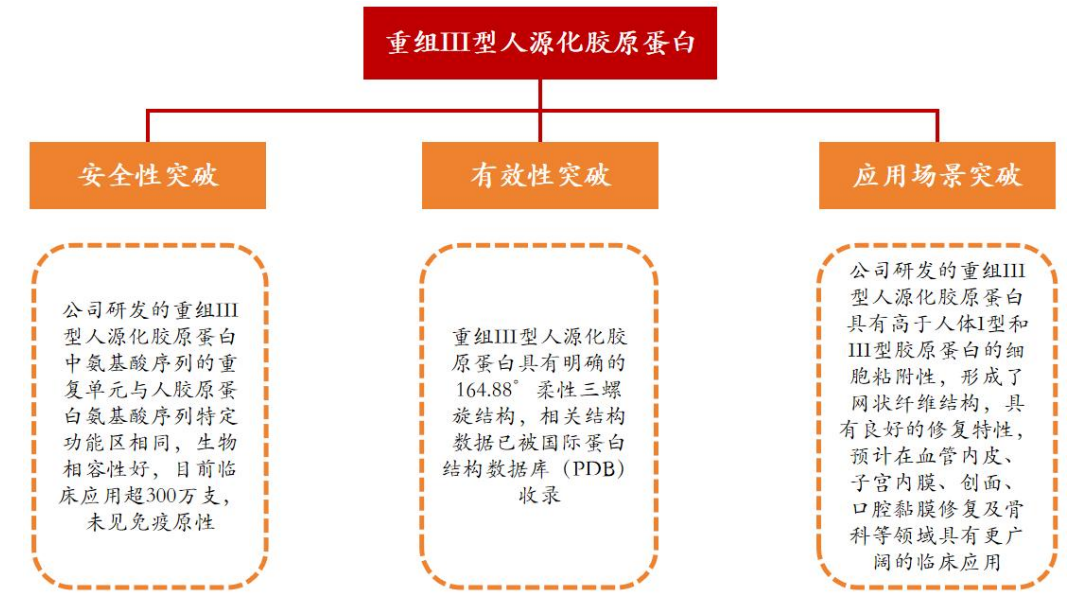 重组III型人源化胶原蛋白
安全性突破
有效性突破
应用场景突破
公司研发的重组III
型人源化胶原蛋白
中氨基酸序列的重
复单元与人胶原蛋
白氨基酸序列特定
功能区相同，生物
相容性好，目前临
床应用超300万支，
未见免疫原性
重组III型人源化胶
原蛋白具有明确的
164.88°柔性三螺
旋结构，相关结构
数据已被国际蛋白
结构数据库（PDB）
收录
公司研发的重组III
型人源化胶原蛋白
具有高于人体I型和
III型胶原蛋白的细
胞粘附性，形成了
网状纤维结构，具
有良好的修复特性，
预计在血管内皮、
子宫内膜、创面、
口腔黏膜修复及骨
科等领域具有更广
阔的临床应用